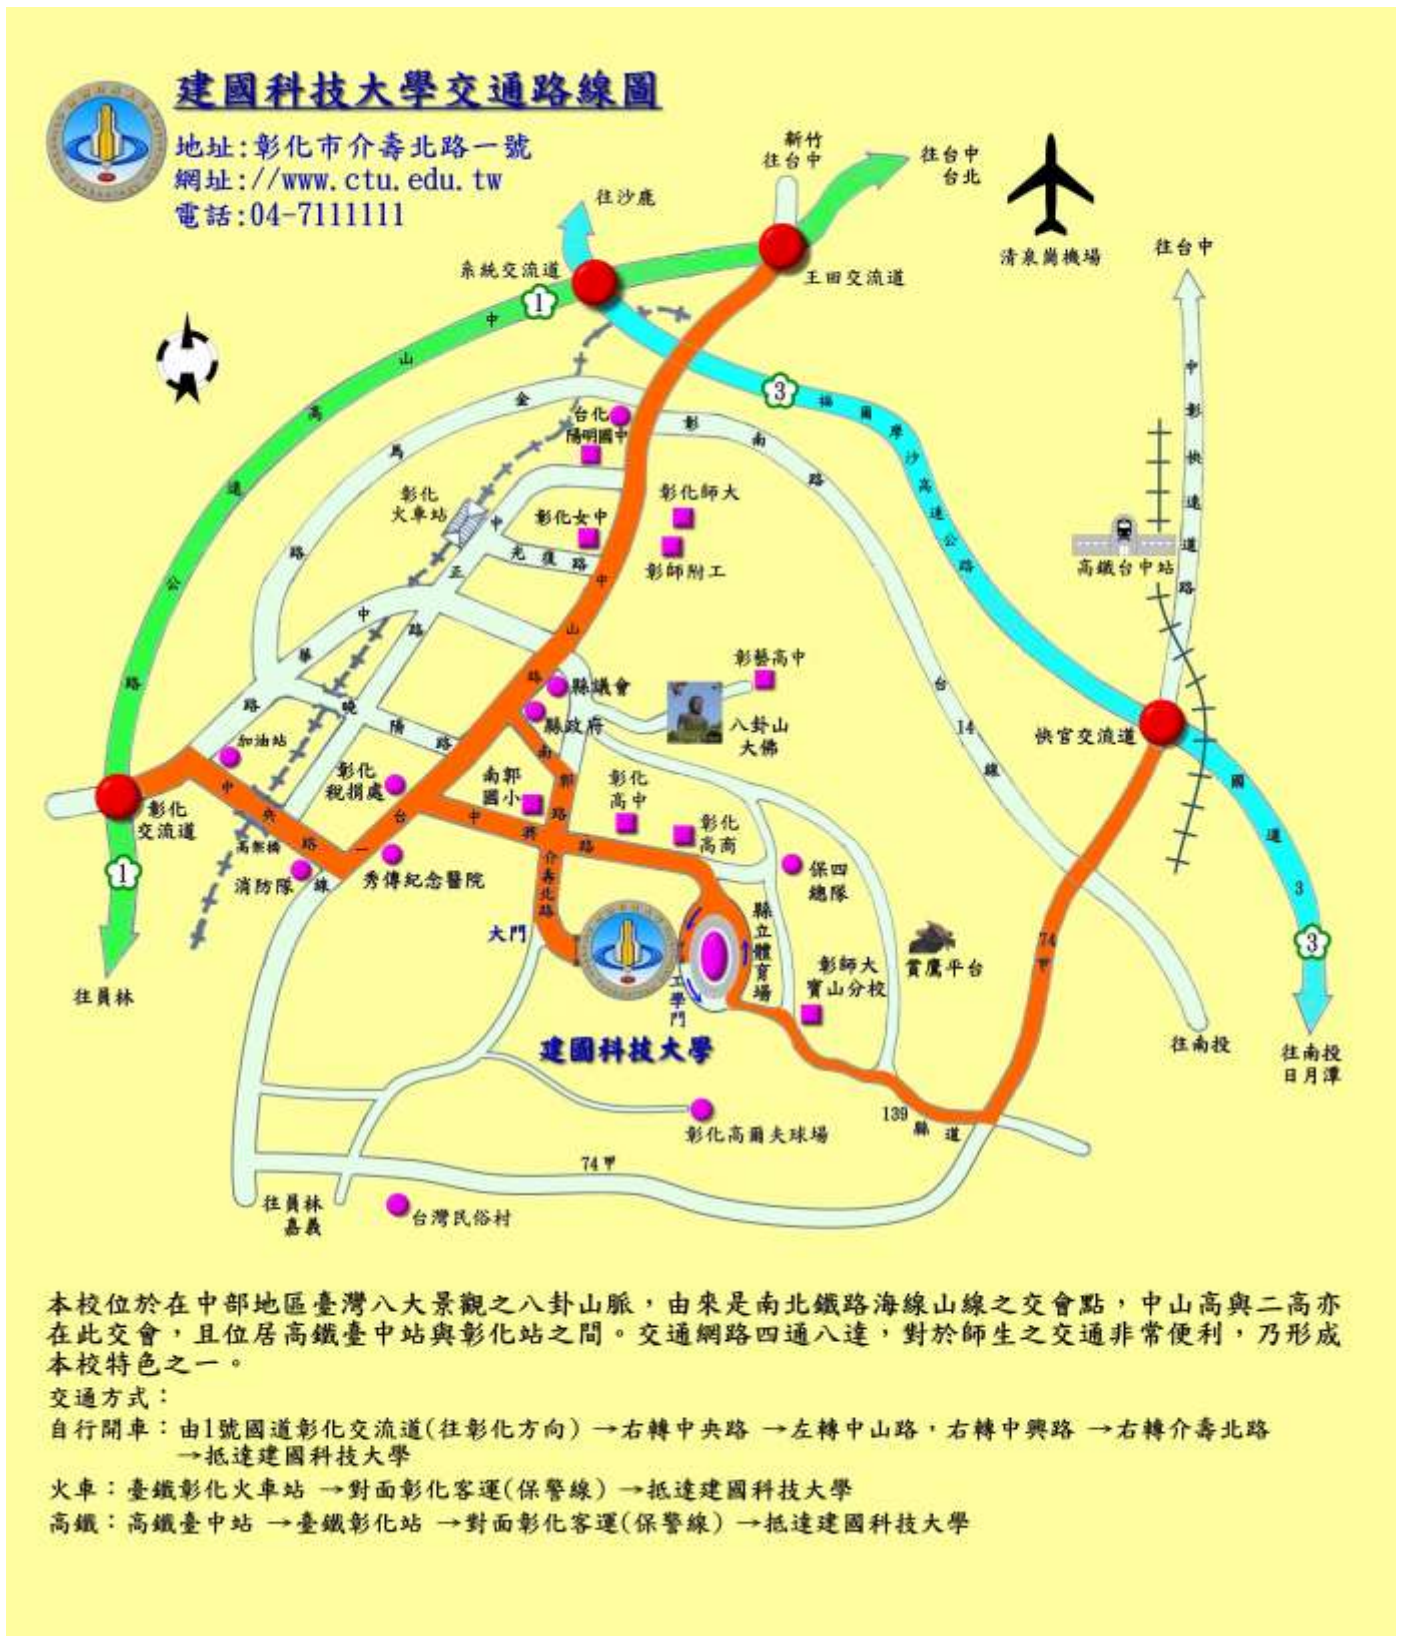 建國科技大學交通路線圖
地址:彰化市介壽北路一號
網址://www.ctu.edu.tw
電話:04-7111111
新竹
往台中
往台中
台北
往沙鹿
清泉崗機場
往台中
系統交流道
王田交流道
1
中山高速公路
3
福爾摩沙高速公路
中彰快速道路
金馬路
台化
陽明國中
彰南路
彰化
火車站
彰化女中
彰化師大
彰師附工
光復路
中正路
高鐵台中站
中華路
中山路
縣議會
縣政府
彰藝高中
八卦山
大佛
台14線
快官交流道
曉陽路
加油站
彰化
稅捐處
南郭
國小
南郭路
彰化
高中
彰化
高商
彰化
交流道
中央路
高架橋
消防隊
台一線
秀傳紀念醫院
中興路
介壽北路
保四
總隊
國道3
1
大門
縣立體育場
工學門
彰師大
寶山分校
賞鷹平台
74甲
3
往員林
建國科技大學
往南投
往南投
日月潭
彰化高爾夫球場
139縣道
74甲
往員林
嘉義
台灣民俗村
本校位於在中部地區臺灣八大景觀之八卦山脈，由來是南北鐵路海線山線之交會點，中山高與二高亦
在此交會，且位居高鐵臺中站與彰化站之間。交通網路四通八達，對於師生之交通非常便利，乃形成
本校特色之一。
交通方式：
自行開車：由1號國道彰化交流道(往彰化方向) →右轉中央路 →左轉中山路，右轉中興路 →右轉介壽北路
→抵達建國科技大學
火車：臺鐵彰化火車站 →對面彰化客運(保警線) →抵達建國科技大學
高鐵：高鐵臺中站 →臺鐵彰化站 →對面彰化客運(保警線) →抵達建國科技大學